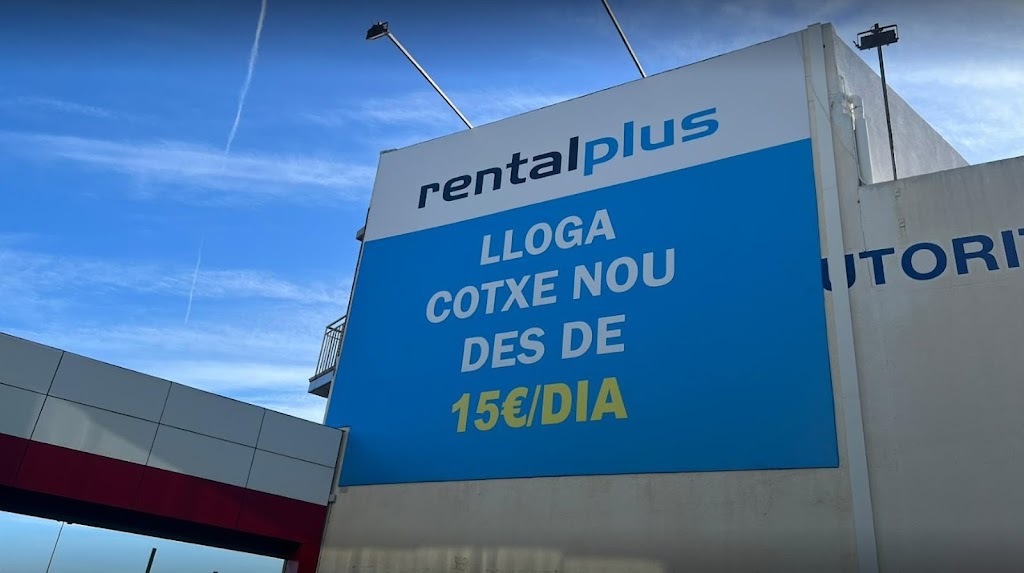 rentalplus
LLOGA
COTXE NOU
DES DE
15€/DIA